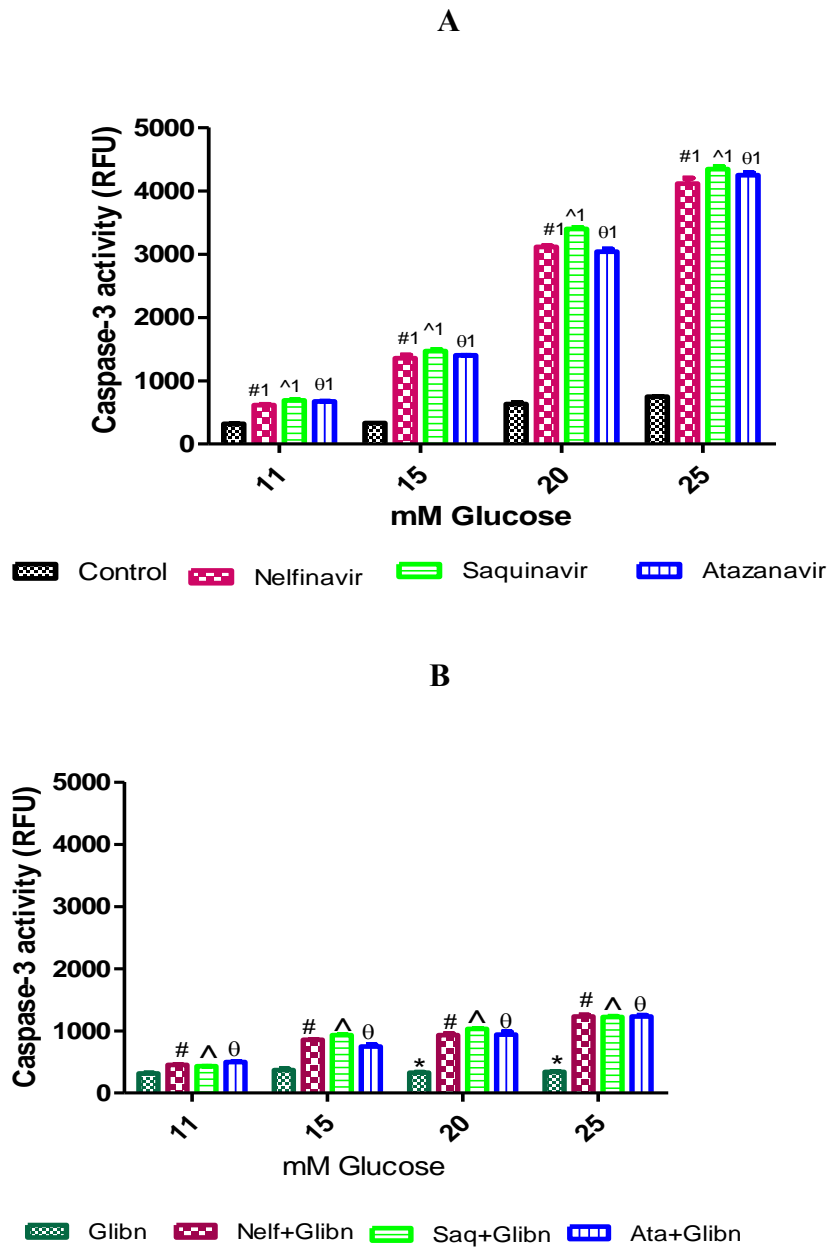 A
Caspase-3 activity (RFU)
5000
4000
3000
2000
1000
0
#1 ^1 θ1
#1 ^1 θ1
#1 ^1 θ1
#1 ^1 θ1
11 15 20 25
mM Glucose
Control Nelfinavir Saquinavir Atazanavir
B
Caspase-3 activity (RFU)
5000
4000
3000
2000
1000
0
# ^ θ
# ^ θ
* # ^ θ
* # ^ θ
11 15 20 25
mM Glucose
Glibn Nelf+Glibn Saq+Glibn Ata+Glibn